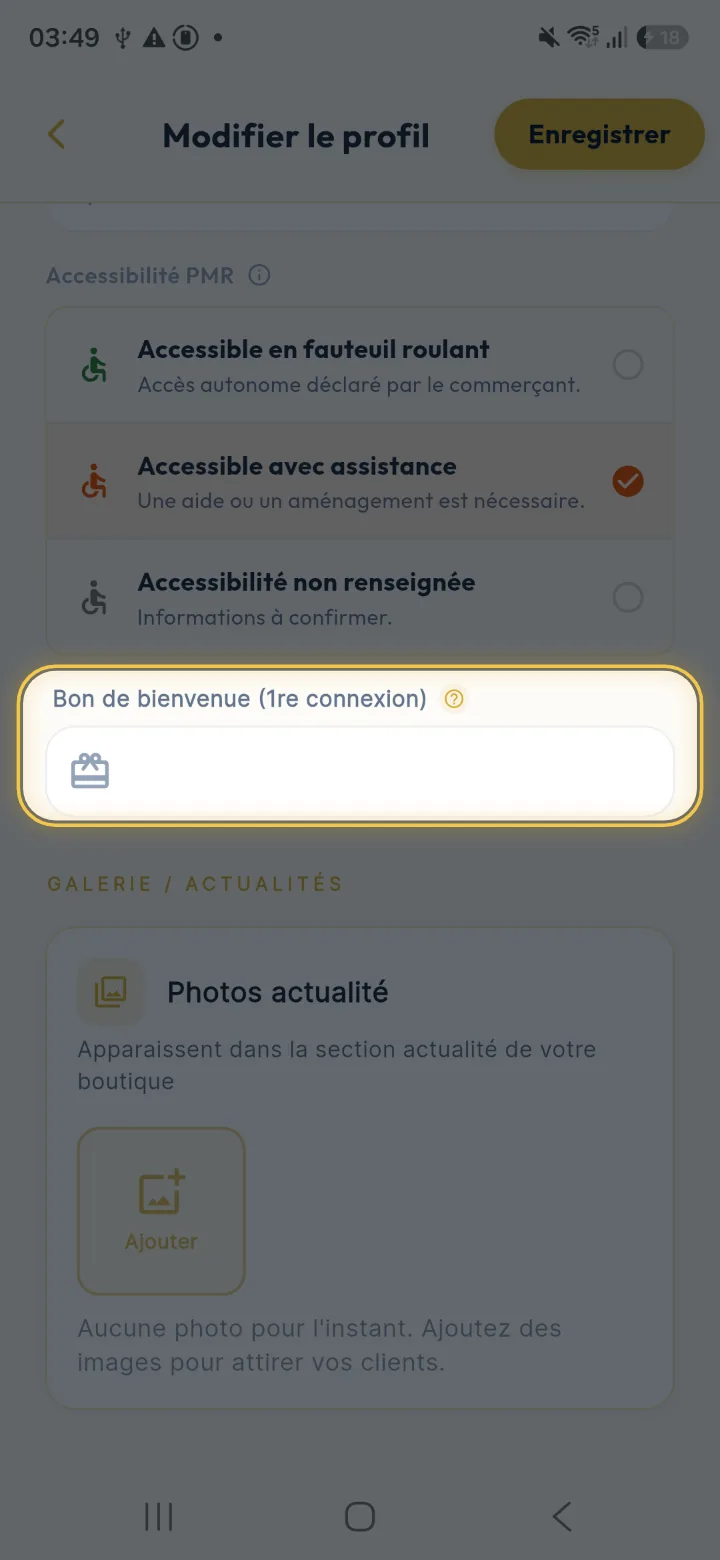 03:49
5
18
Modifier le profil
Enregistrer
Accessibilité PMR
Accessible en fauteuil roulant
Accès autonome déclaré par le commerçant.
Accessible avec assistance
Une aide ou un aménagement est nécessaire.
Accessibilité non renseignée
Informations à confirmer.
Bon de bienvenue (1re connexion)
GALERIE / ACTUALITÉS
Photos actualité
Apparaissent dans la section actualité de votre
boutique
Ajouter
Aucune photo pour l'instant. Ajoutez des
images pour attirer vos clients.